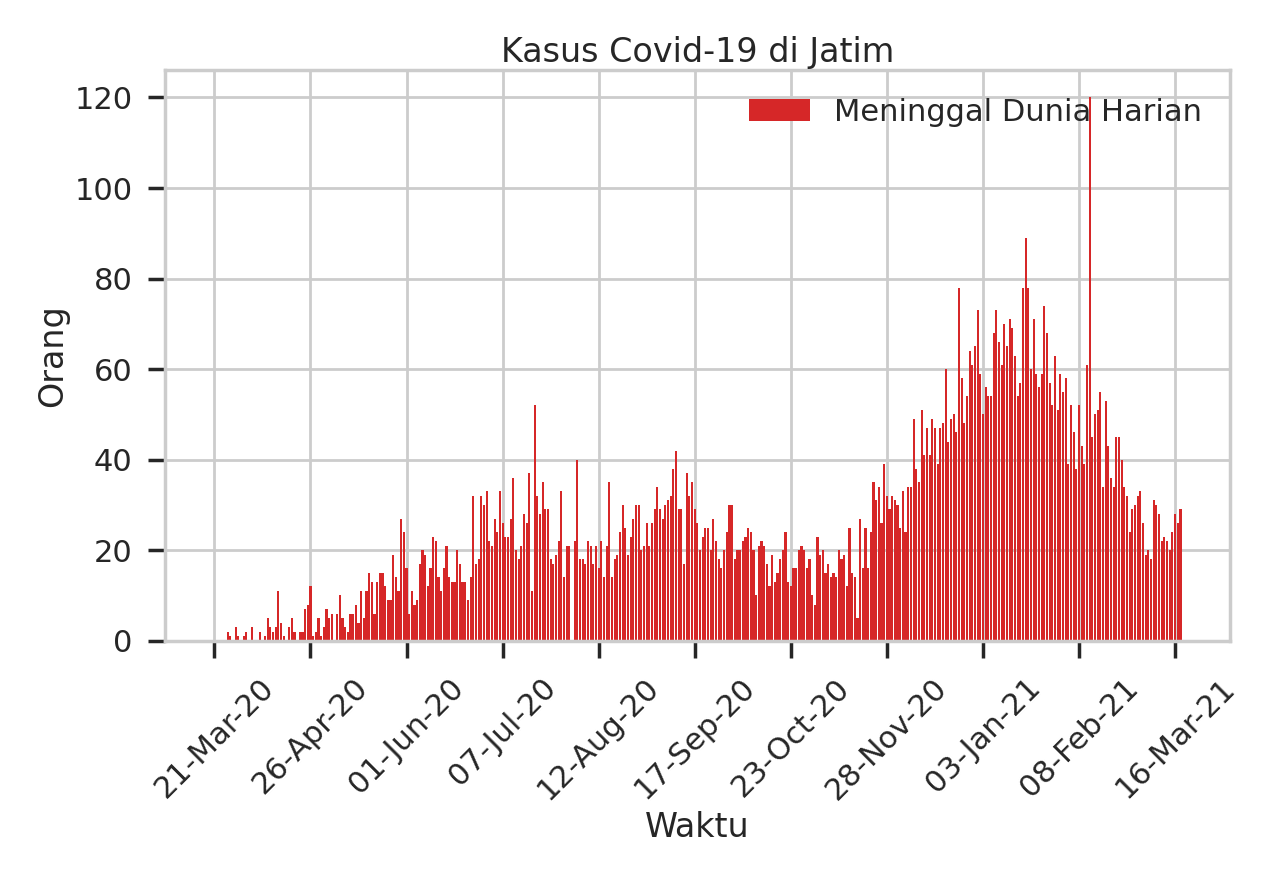 Kasus Covid-19 di Jatim
Meninggal Dunia Harian
120
100
80
60
40
20
0
Orang
21-Mar-20
26-Apr-20
01-Jun-20
07-Jul-20
12-Aug-20
17-Sep-20
23-Oct-20
28-Nov-20
03-Jan-21
08-Feb-21
16-Mar-21
Waktu